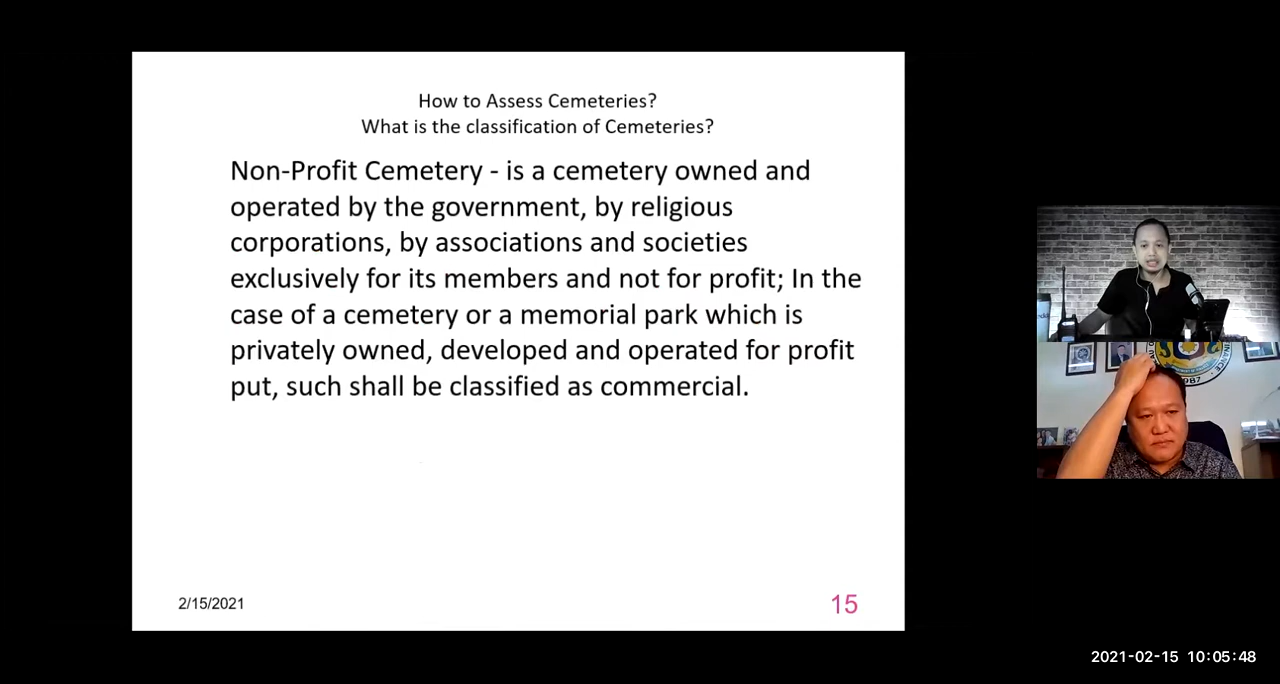 How to Assess Cemeteries?
What is the classification of Cemeteries?
Non-Profit Cemetery - is a cemetery owned and
operated by the government, by religious
corporations, by associations and societies
exclusively for its members and not for profit; In the
case of a cemetery or a memorial park which is
privately owned, developed and operated for profit
put, such shall be classified as commercial.
2/15/2021
15
FINANCE
1987
2021-02-15 10:05:48